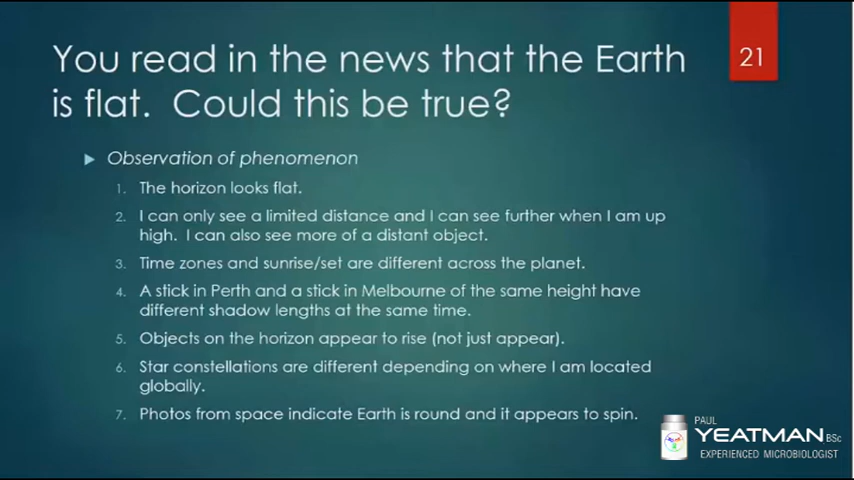 You read in the news that the Earth
is flat. Could this be true?
21
Observation of phenomenon
1. The horizon looks flat.
2. I can only see a limited distance and I can see further when I am up
high. I can also see more of a distant object.
3. Time zones and sunrise/set are different across the planet.
4. A stick in Perth and a stick in Melbourne of the same height have
different shadow lengths at the same time.
5. Objects on the horizon appear to rise (not just appear).
6. Star constellations are different depending on where I am located
globally.
7. Photos from space indicate Earth is round and it appears to spin.
PAUL
YEATMAN BSc
EXPERIENCED MICROBIOLOGIST